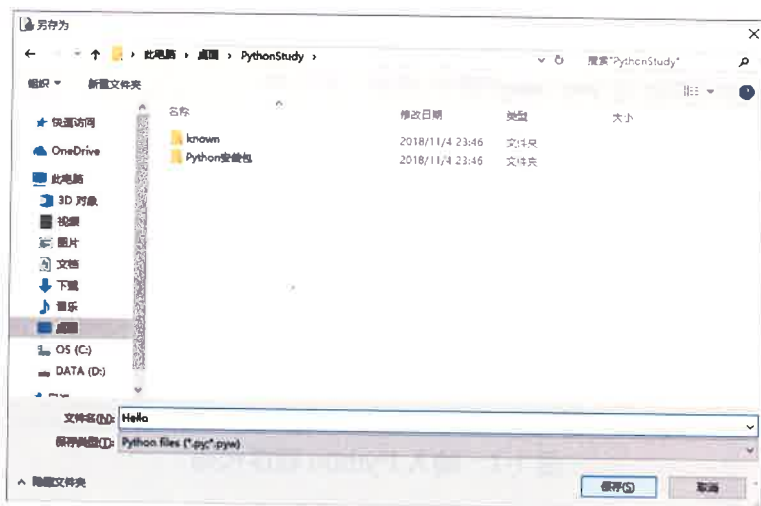 另存为
此电脑 › 桌面 › PythonStudy ›
搜索"PythonStudy"
组织 新建文件夹
名称 修改日期 类型 大小
快速访问
known 2018/11/4 23:46 文件夹
OneDrive
Python安装包 2018/11/4 23:46 文件夹
此电脑
3D 对象
视频
图片
文档
下载
音乐
桌面
OS (C:)
DATA (D:)
文件名(N): Hello
保存类型(T): Python files (*.py;*.pyw)
隐藏文件夹 保存(S) 取消